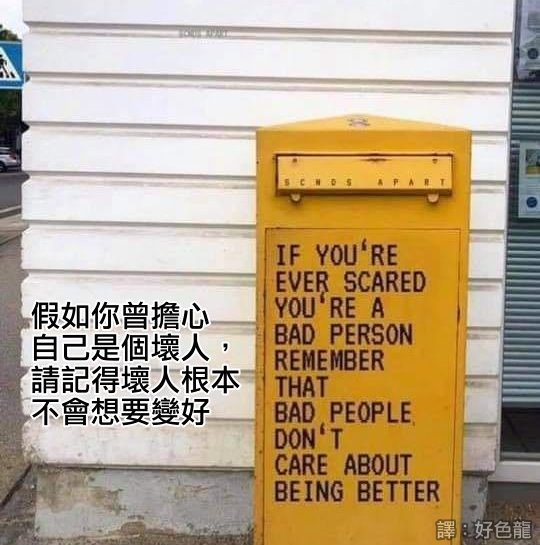 SCNDS APART
SCNDS APART
IF YOU'RE
EVER SCARED
YOU'RE A
BAD PERSON
REMEMBER
THAT
BAD PEOPLE
DON'T
CARE ABOUT
BEING BETTER
假如你曾擔心
自己是個壞人，
請記得壞人根本
不會想要變好
譯：好色龍